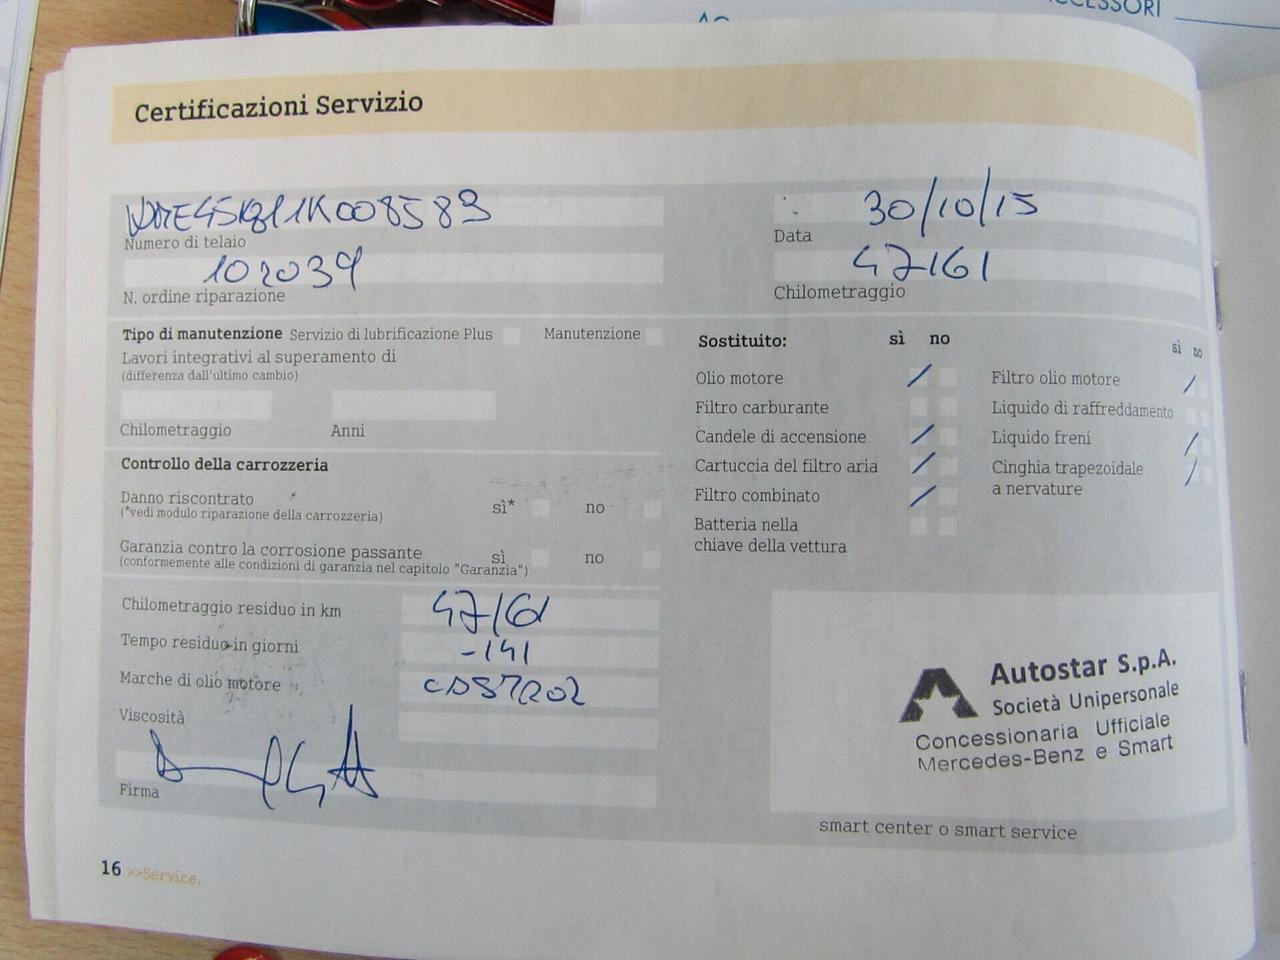 CCESSORI
Certificazioni Servizio
30/10/15
Numero di telaio
Data
102039
47161
N. ordine riparazione
Chilometraggio
Tipo di manutenzione Servizio di lubrificazione Plus Manutenzione
Lavori integrativi al superamento di
(differenza dall'ultimo cambio)
Chilometraggio Anni
Controllo della carrozzeria
Danno riscontrato sì* no
(*vedi modulo riparazione della carrozzeria)
Garanzia contro la corrosione passante sì no
(conformemente alle condizioni di garanzia nel capitolo "Garanzia")
Chilometraggio residuo in km 47161
Tempo residuo in giorni -141
Marche di olio motore
Viscosità
Firma
Sostituito: sì no sì no
Olio motore Filtro olio motore
Filtro carburante Liquido di raffreddamento
Candele di accensione Liquido freni
Cartuccia del filtro aria Cinghia trapezoidale
a nervature
Filtro combinato
Batteria nella
chiave della vettura
Autostar S.p.A.
Società Unipersonale
Concessionaria Ufficiale
Mercedes-Benz e Smart
smart center o smart service
16 >>Service.